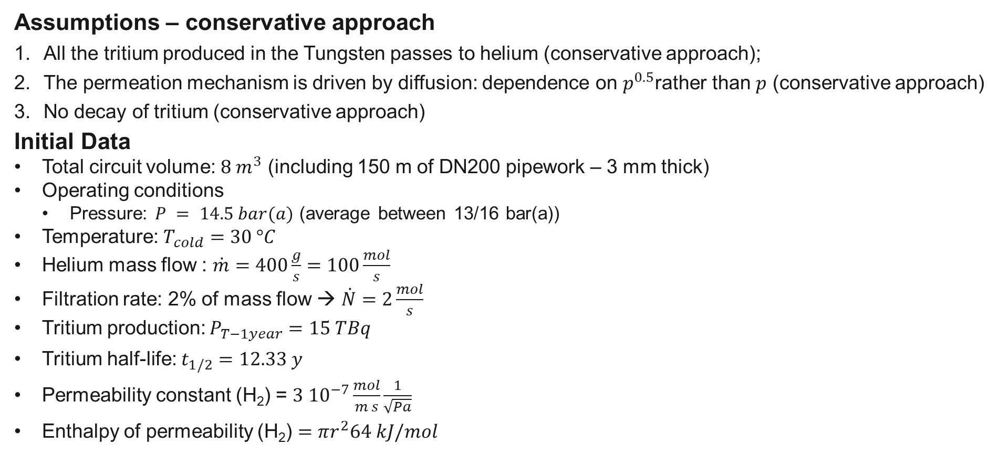 Assumptions – conservative approach
1. All the tritium produced in the Tungsten passes to helium (conservative approach);
2. The permeation mechanism is driven by diffusion: dependence on $p^{0.5}$ rather than $p$ (conservative approach)
3. No decay of tritium (conservative approach)
Initial Data
• Total circuit volume: $8\ m^3$ (including 150 m of DN200 pipework – 3 mm thick)
• Operating conditions
• Pressure: $P = 14.5\ bar(a)$ (average between 13/16 bar(a))
• Temperature: $T_{cold} = 30\ °C$
• Helium mass flow : $\dot{m} = 400 \frac{g}{s} = 100 \frac{mol}{s}$
• Filtration rate: 2% of mass flow → $\dot{N} = 2 \frac{mol}{s}$
• Tritium production: $P_{T-1year} = 15\ TBq$
• Tritium half-life: $t_{1/2} = 12.33\ y$
• Permeability constant (H$_2$) = $3\ 10^{-7} \frac{mol}{m\ s} \frac{1}{\sqrt{Pa}}$
• Enthalpy of permeability (H$_2$) = $\pi r^2 64\ kJ/mol$